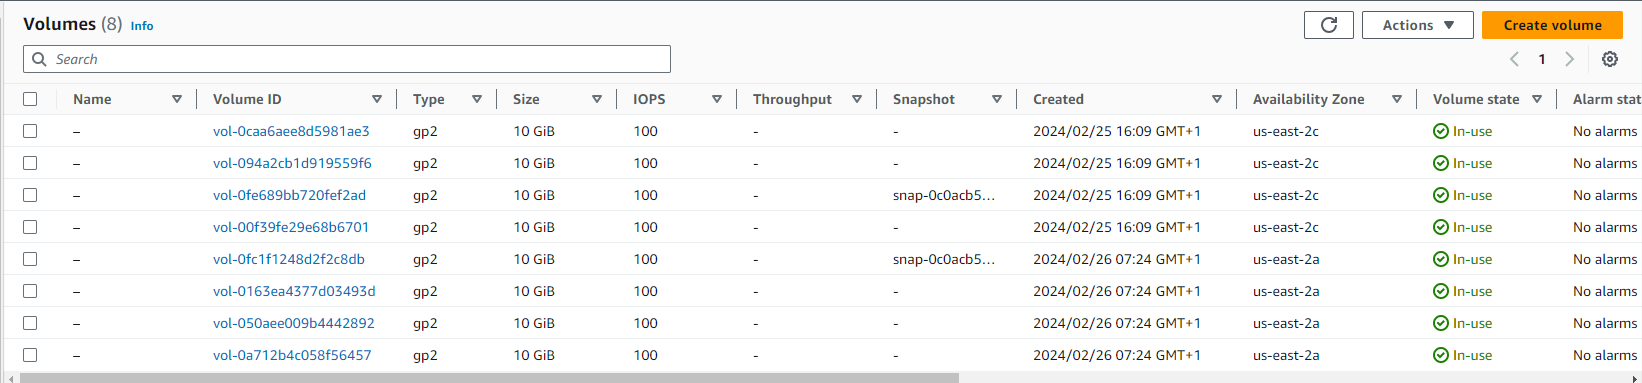 Volumes (8) Info Actions Create volume
Search 1
Name Volume ID Type Size IOPS Throughput Snapshot Created Availability Zone Volume state Alarm stat
– vol-0caa6aee8d5981ae3 gp2 10 GiB 100 - - 2024/02/25 16:09 GMT+1 us-east-2c In-use No alarms
– vol-094a2cb1d919559f6 gp2 10 GiB 100 - - 2024/02/25 16:09 GMT+1 us-east-2c In-use No alarms
– vol-0fe689bb720fef2ad gp2 10 GiB 100 - snap-0c0acb5... 2024/02/25 16:09 GMT+1 us-east-2c In-use No alarms
– vol-00f39fe29e68b6701 gp2 10 GiB 100 - - 2024/02/25 16:09 GMT+1 us-east-2c In-use No alarms
– vol-0fc1f1248d2f2c8db gp2 10 GiB 100 - snap-0c0acb5... 2024/02/26 07:24 GMT+1 us-east-2a In-use No alarms
– vol-0163ea4377d03493d gp2 10 GiB 100 - - 2024/02/26 07:24 GMT+1 us-east-2a In-use No alarms
– vol-050aee009b4442892 gp2 10 GiB 100 - - 2024/02/26 07:24 GMT+1 us-east-2a In-use No alarms
– vol-0a712b4c058f56457 gp2 10 GiB 100 - - 2024/02/26 07:24 GMT+1 us-east-2a In-use No alarms